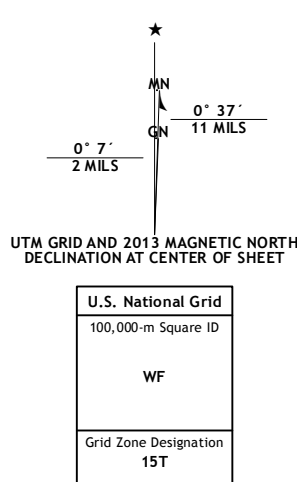 ★
MN
0° 37´
11 MILS
GN
0° 7´
2 MILS
UTM GRID AND 2013 MAGNETIC NORTH
DECLINATION AT CENTER OF SHEET
U.S. National Grid
100,000-m Square ID
WF
Grid Zone Designation
15T